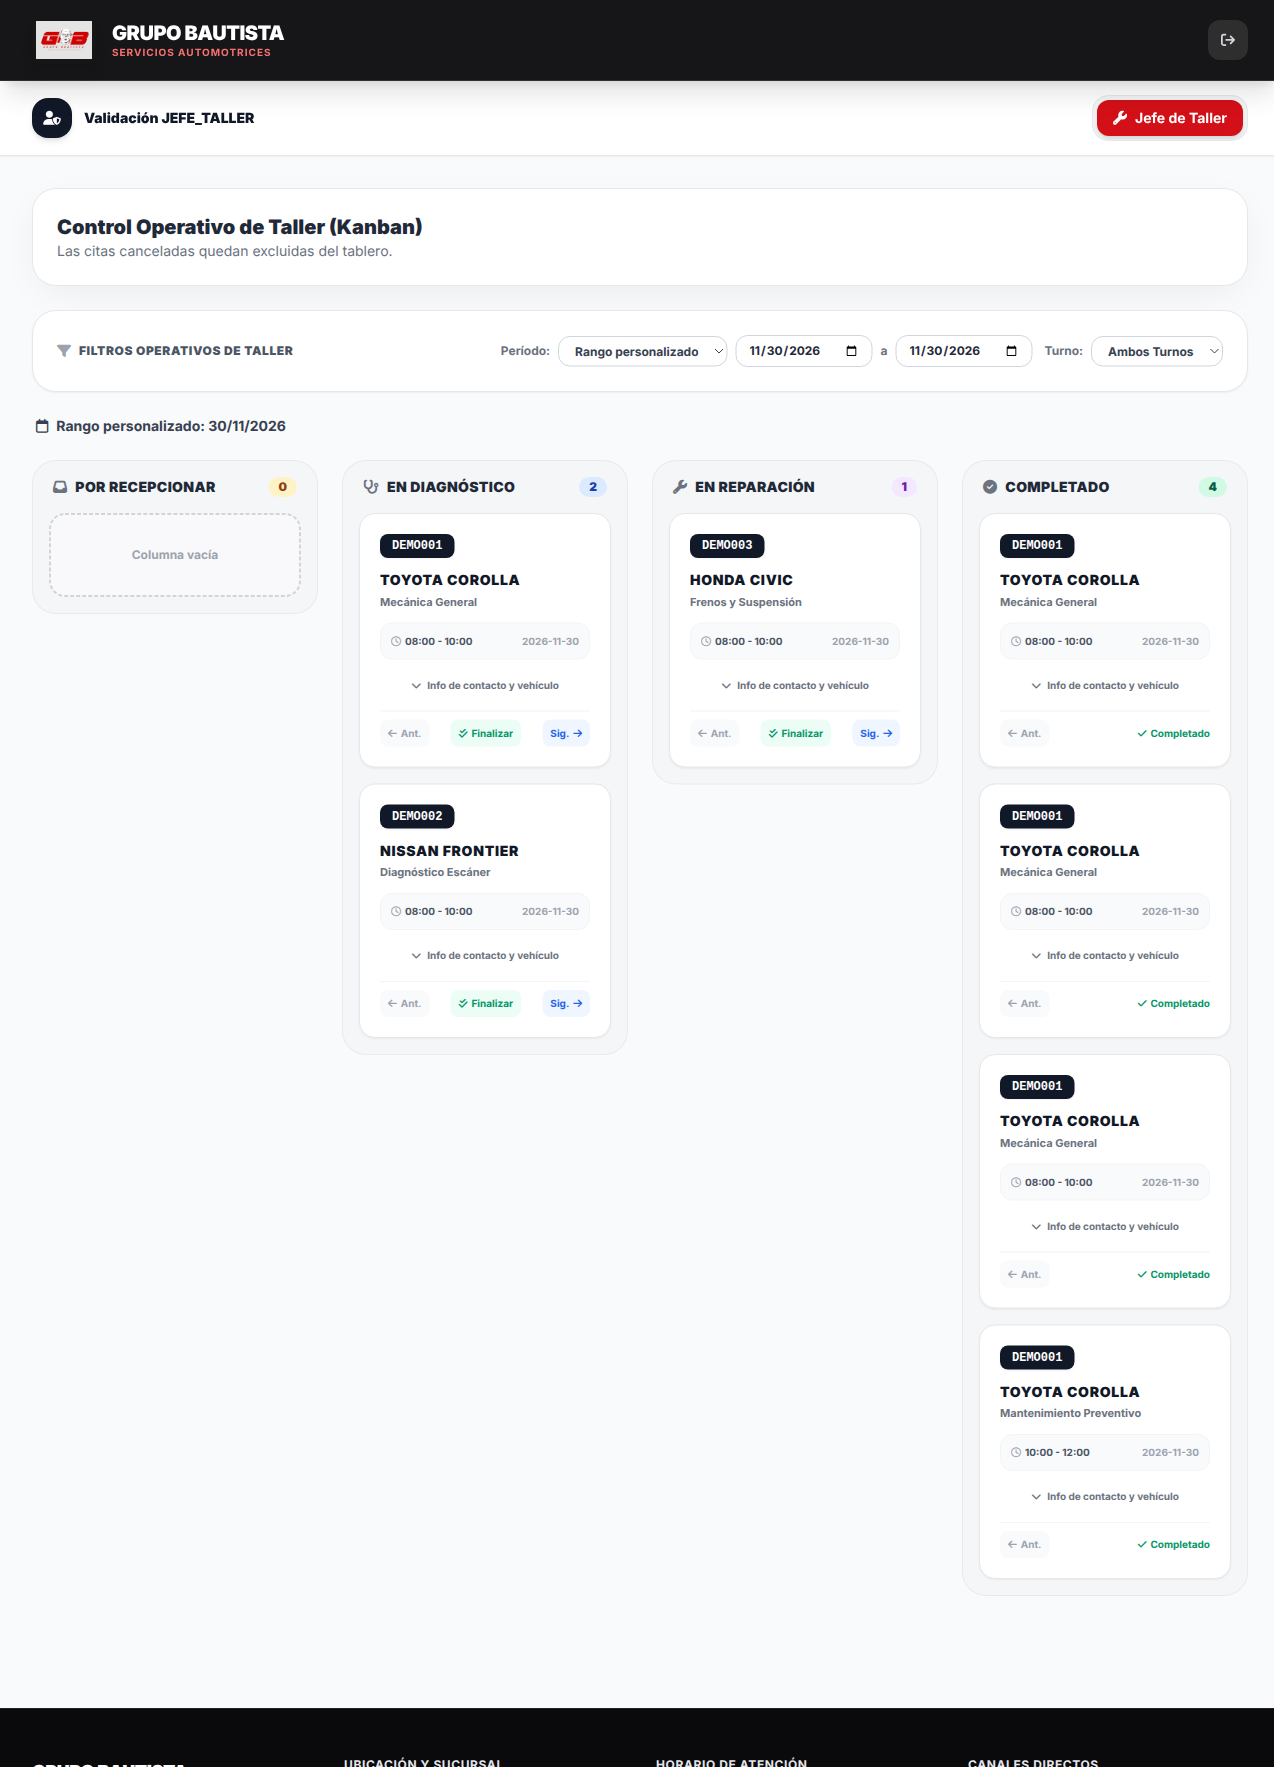 GRUPO BAUTISTA
SERVICIOS AUTOMOTRICES
Validación JEFE_TALLER
Jefe de Taller
Control Operativo de Taller (Kanban)
Las citas canceladas quedan excluidas del tablero.
FILTROS OPERATIVOS DE TALLER
Período: Rango personalizado 11/30/2026 a 11/30/2026 Turno: Ambos Turnos
Rango personalizado: 30/11/2026
POR RECEPCIONAR 0
Columna vacía
EN DIAGNÓSTICO 2
DEMO001
TOYOTA COROLLA
Mecánica General
08:00 - 10:00 2026-11-30
Info de contacto y vehículo
Ant. Finalizar Sig.
DEMO002
NISSAN FRONTIER
Diagnóstico Escáner
08:00 - 10:00 2026-11-30
Info de contacto y vehículo
Ant. Finalizar Sig.
EN REPARACIÓN 1
DEMO003
HONDA CIVIC
Frenos y Suspensión
08:00 - 10:00 2026-11-30
Info de contacto y vehículo
Ant. Finalizar Sig.
COMPLETADO 4
DEMO001
TOYOTA COROLLA
Mecánica General
08:00 - 10:00 2026-11-30
Info de contacto y vehículo
Ant. Completado
DEMO001
TOYOTA COROLLA
Mecánica General
08:00 - 10:00 2026-11-30
Info de contacto y vehículo
Ant. Completado
DEMO001
TOYOTA COROLLA
Mecánica General
08:00 - 10:00 2026-11-30
Info de contacto y vehículo
Ant. Completado
DEMO001
TOYOTA COROLLA
Mantenimiento Preventivo
10:00 - 12:00 2026-11-30
Info de contacto y vehículo
Ant. Completado
GRUPO BAUTISTA
UBICACIÓN Y SUCURSAL
HORARIO DE ATENCIÓN
CANALES DIRECTOS